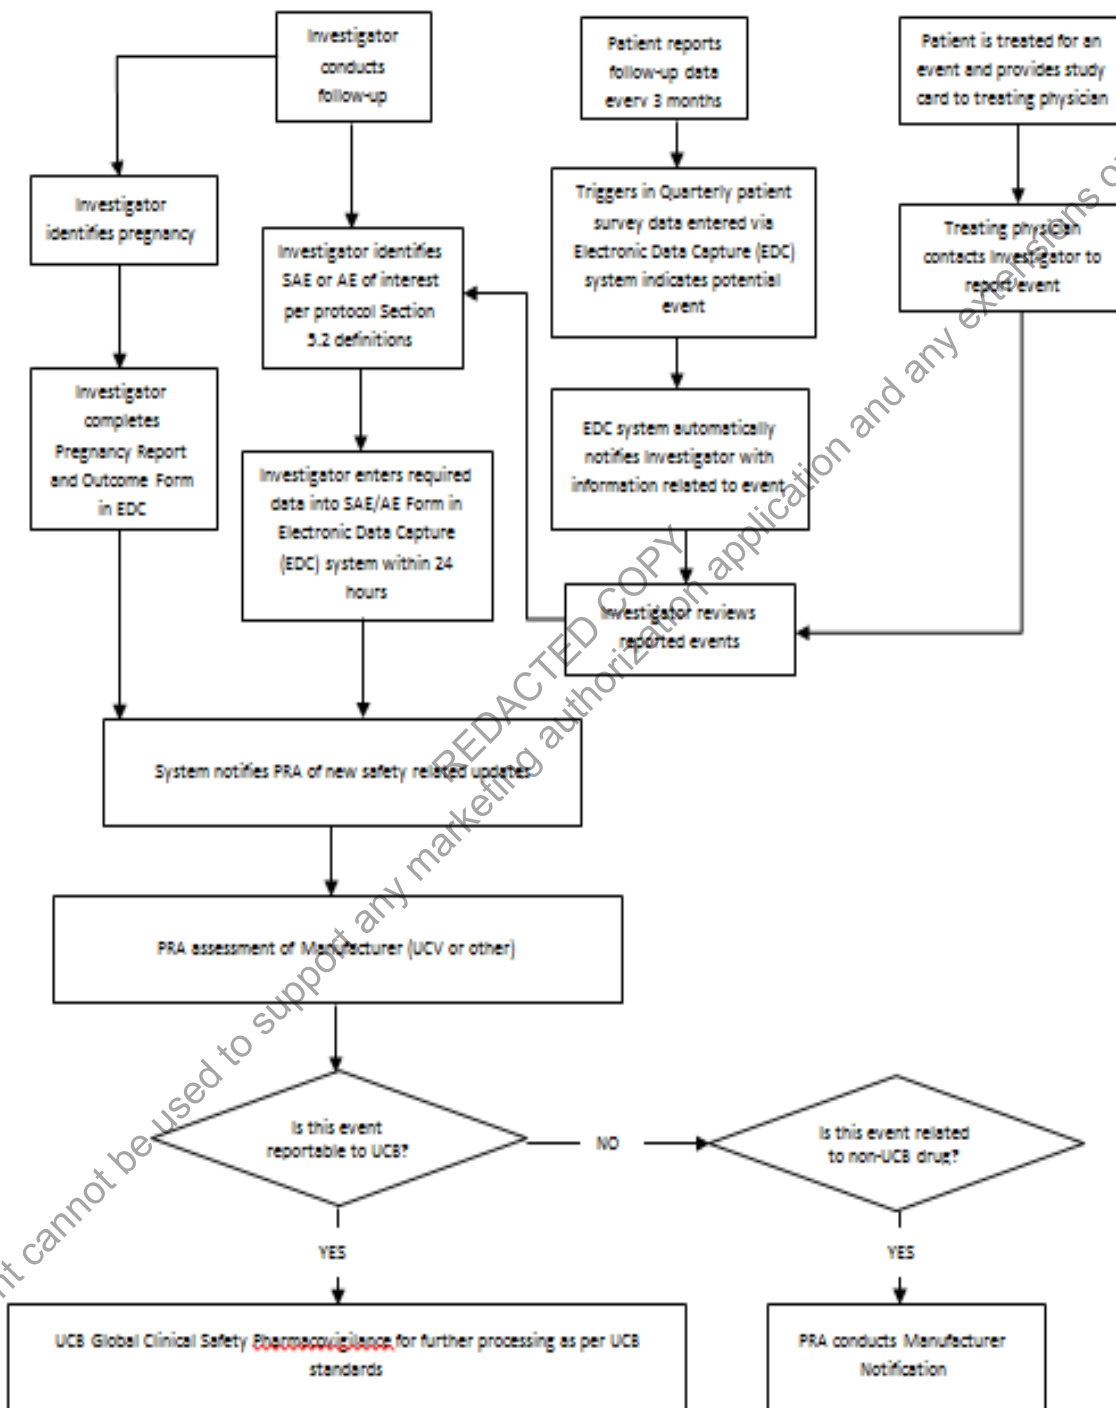 Investigator
conducts
follow-up
Patient reports
follow-up data
every 3 months
Patient is treated for an
event and provides study
card to treating physician
Investigator
identifies pregnancy
Triggers in Quarterly patient
survey data entered via
Electronic Data Capture (EDC)
system indicates potential
event
Treating physician
contacts Investigator to
report event
Investigator identifies
SAE or AE of interest
per protocol Section
5.2 definitions
Investigator
completes
Pregnancy Report
and Outcome Form
in EDC
EDC system automatically
notifies Investigator with
information related to event
Investigator enters required
data into SAE/AE Form in
Electronic Data Capture
(EDC) system within 24
hours
Investigator reviews
reported events
System notifies PRA of new safety related updates
PRA assessment of Manufacturer (UCV or other)
Is this event
reportable to UCB?
NO
Is this event related
to non-UCB drug?
YES
YES
UCB Global Clinical Safety Pharmacovigilance for further processing as per UCB
standards
PRA conducts Manufacturer
Notification
REDACTED COPY
cannot be used to support any marketing authorization application and any extensions